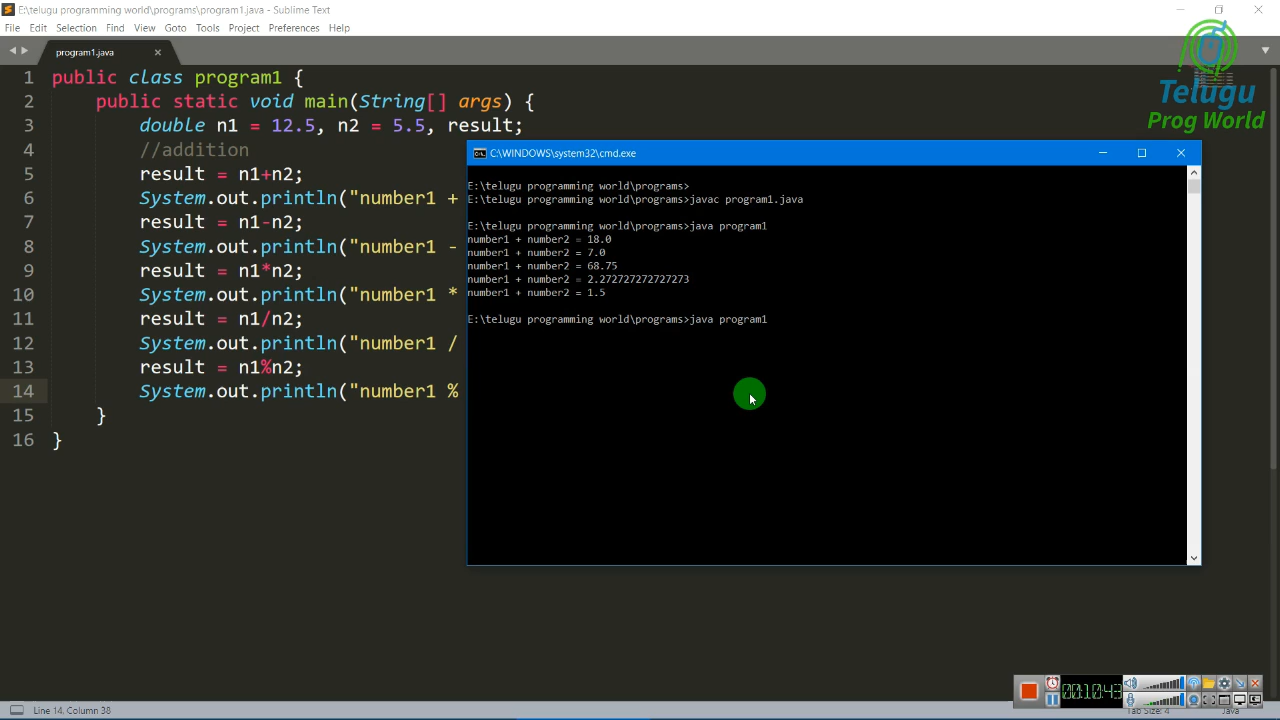 E:\telugu programming world\programs\program1.java - Sublime Text
File Edit Selection Find View Goto Tools Project Preferences Help
program1.java
Telugu
Prog World
1 public class program1 {
2 public static void main(String[] args) {
3 double n1 = 12.5, n2 = 5.5, result;
4 //addition
5 result = n1+n2;
6 System.out.println("number1 +
7 result = n1-n2;
8 System.out.println("number1 -
9 result = n1*n2;
10 System.out.println("number1 *
11 result = n1/n2;
12 System.out.println("number1 /
13 result = n1%n2;
14 System.out.println("number1 %
15 }
16 }
C:\WINDOWS\system32\cmd.exe
E:\telugu programming world\programs>
E:\telugu programming world\programs>javac program1.java
E:\telugu programming world\programs>java program1
number1 + number2 = 18.0
number1 + number2 = 7.0
number1 + number2 = 68.75
number1 + number2 = 2.272727272727273
number1 + number2 = 1.5
E:\telugu programming world\programs>java program1
00:10:43
Line 14, Column 38
Tab Size: 4
Java